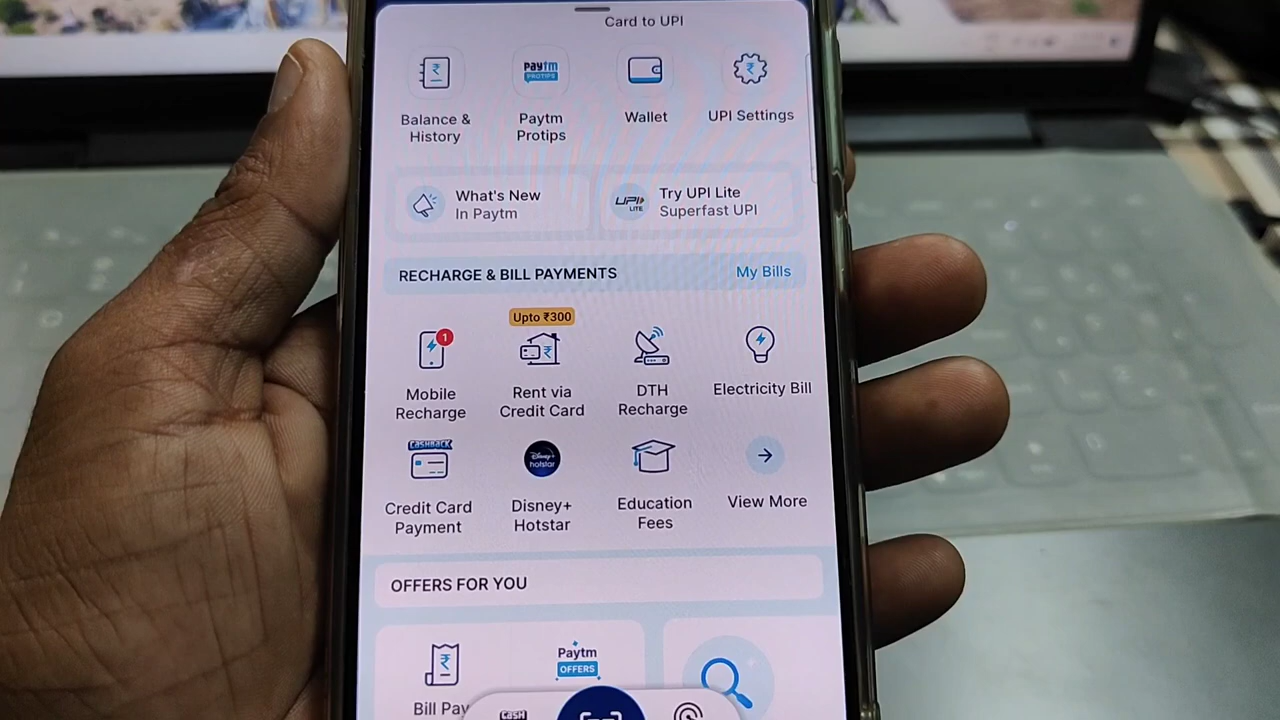 Card to UPI
paytm
PROTIPS
Balance &
History
Paytm
Protips
Wallet
UPI Settings
What's New
In Paytm
UPI
LITE
Try UPI Lite
Superfast UPI
RECHARGE & BILL PAYMENTS
My Bills
Upto ₹300
1
Mobile
Recharge
Rent via
Credit Card
DTH
Recharge
Electricity Bill
CASHBACK
Disney+
hotstar
Credit Card
Payment
Disney+
Hotstar
Education
Fees
View More
OFFERS FOR YOU
Paytm
OFFERS
Bill Pay
CASH